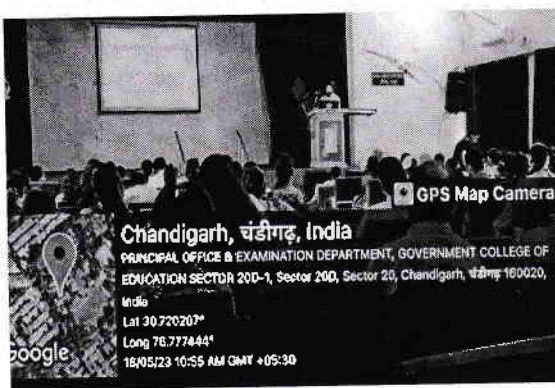 GPS Map Camera
Chandigarh, चंडीगढ़, India
PRINCIPAL OFFICE & EXAMINATION DEPARTMENT, GOVERNMENT COLLEGE OF
EDUCATION SECTOR 20D-1, Sector 20D, Sector 20, Chandigarh, चंडीगढ़ 160020,
India
Lat 30.720207°
Long 76.777444°
18/05/23 10:55 AM GMT +05:30
Google